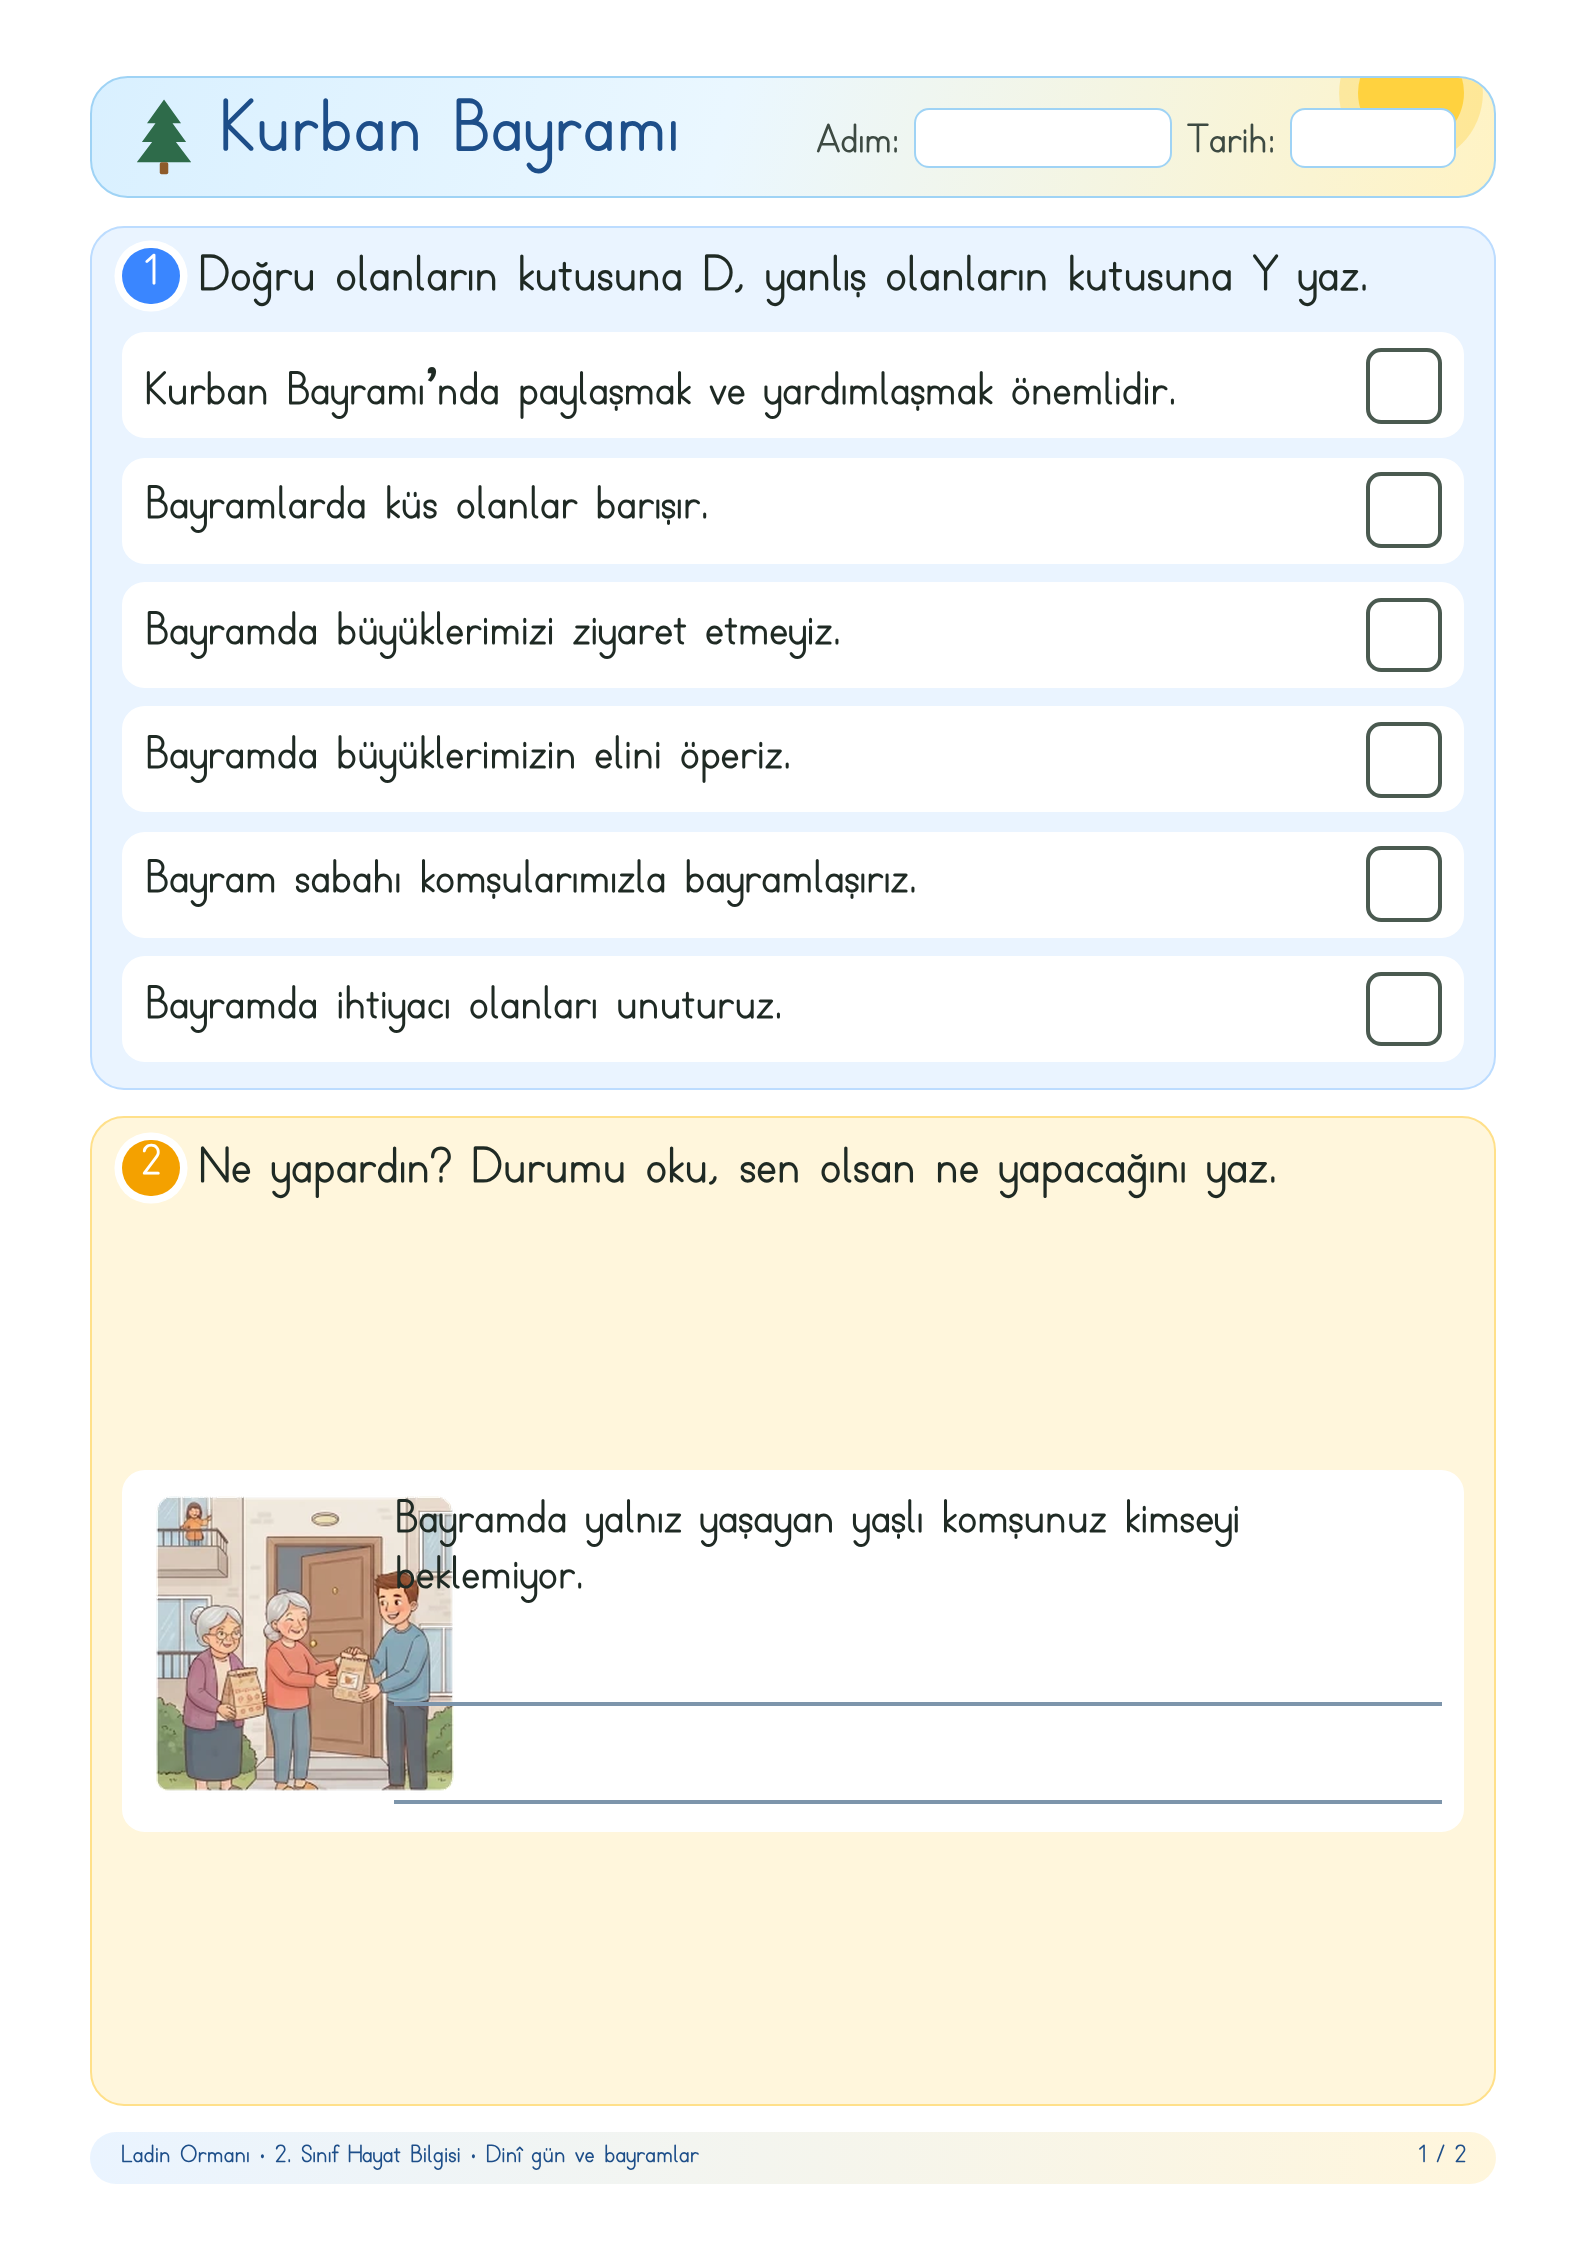 Kurban Bayramı
Adım:
Tarih:
1
Doğru olanların kutusuna D, yanlış olanların kutusuna Y yaz.
Kurban Bayramı’nda paylaşmak ve yardımlaşmak önemlidir.
Bayramlarda küs olanlar barışır.
Bayramda büyüklerimizi ziyaret etmeyiz.
Bayramda büyüklerimizin elini öperiz.
Bayram sabahı komşularımızla bayramlaşırız.
Bayramda ihtiyacı olanları unuturuz.
2
Ne yapardın? Durumu oku, sen olsan ne yapacağını yaz.
Bayramda yalnız yaşayan yaşlı komşunuz kimseyi
beklemiyor.
Ladin Ormanı • 2. Sınıf Hayat Bilgisi • Dinî gün ve bayramlar
1 / 2